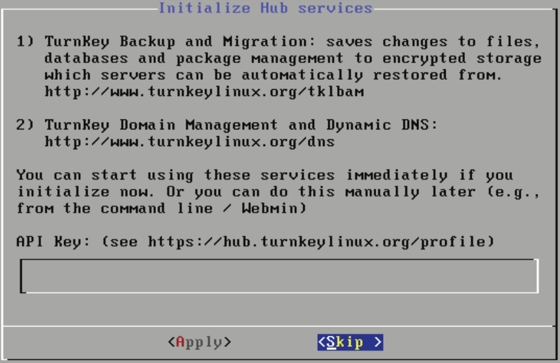 Initialize Hub services
1) TurnKey Backup and Migration: saves changes to files,
databases and package management to encrypted storage
which servers can be automatically restored from.
http://www.turnkeylinux.org/tklbam
2) TurnKey Domain Management and Dynamic DNS:
http://www.turnkeylinux.org/dns
You can start using these services immediately if you
initialize now. Or you can do this manually later (e.g.,
from the command line / Webmin)
API Key: (see https://hub.turnkeylinux.org/profile)
<Apply> <Skip >